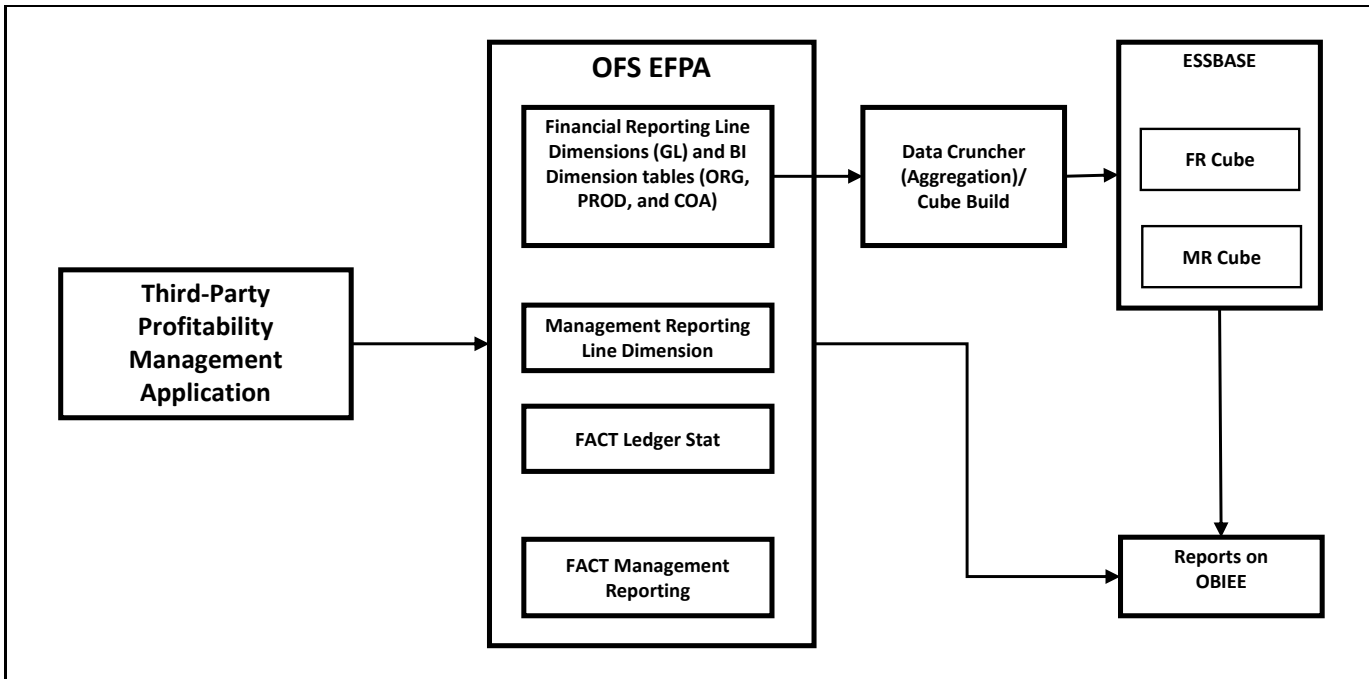 Third-Party
Profitability
Management
Application
OFS EFPA
Financial Reporting Line
Dimensions (GL) and BI
Dimension tables (ORG,
PROD, and COA)
Management Reporting
Line Dimension
FACT Ledger Stat
FACT Management
Reporting
Data Cruncher
(Aggregation)/
Cube Build
ESSBASE
FR Cube
MR Cube
Reports on
OBIEE